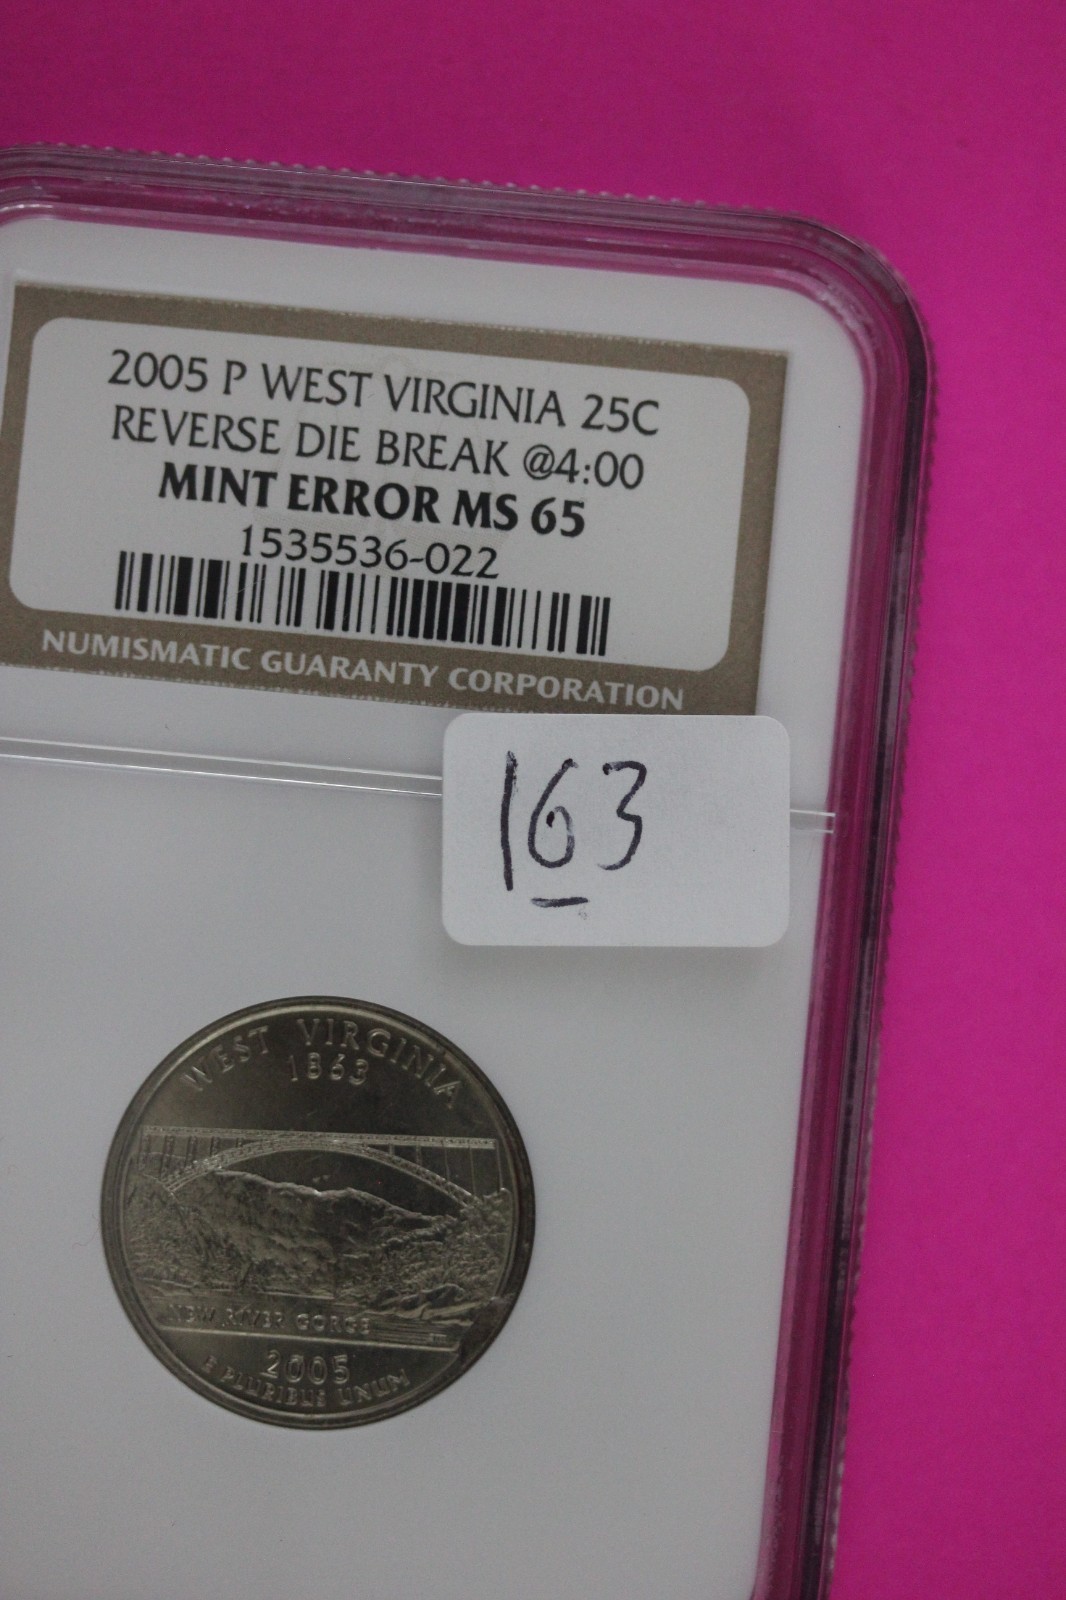 2005 P WEST VIRGINIA 25C
REVERSE DIE BREAK @4:00
MINT ERROR MS 65
1535536-022
NUMISMATIC GUARANTY CORPORATION
163
WEST VIRGINIA
1863
NEW RIVER GORGE
2005
E PLURIBUS UNUM